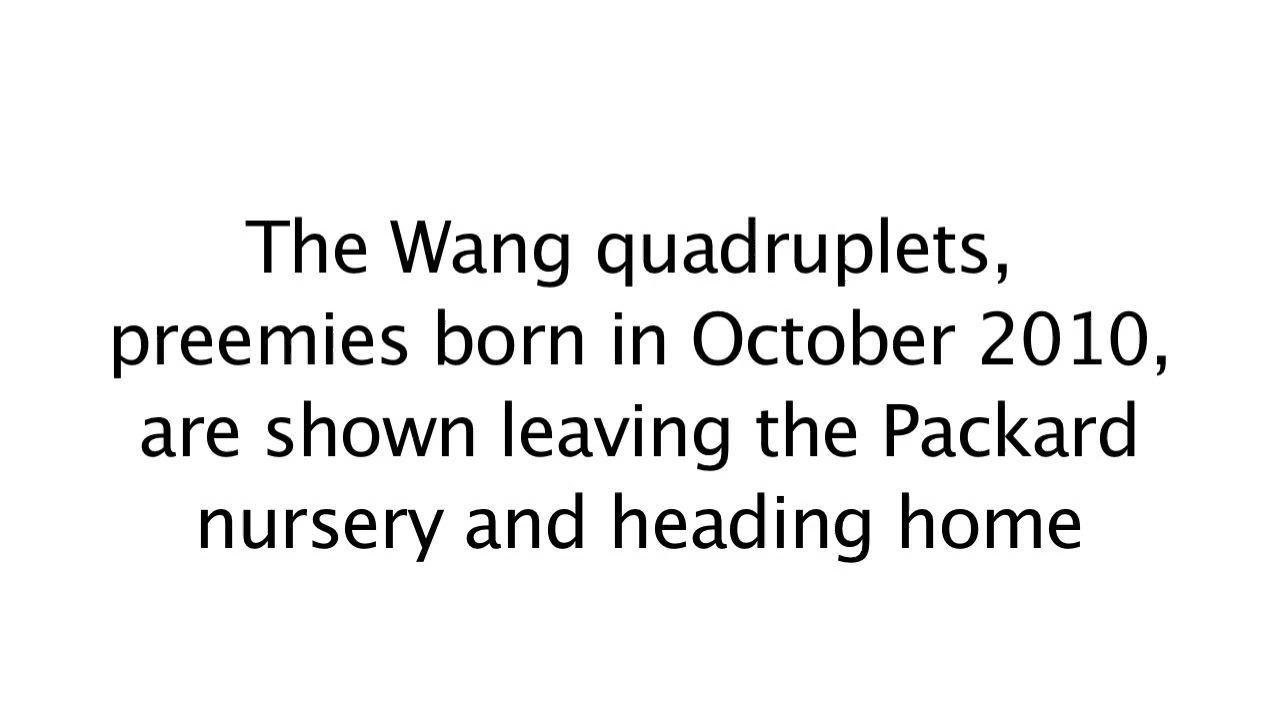 The Wang quadruplets,
preemies born in October 2010,
are shown leaving the Packard
nursery and heading home